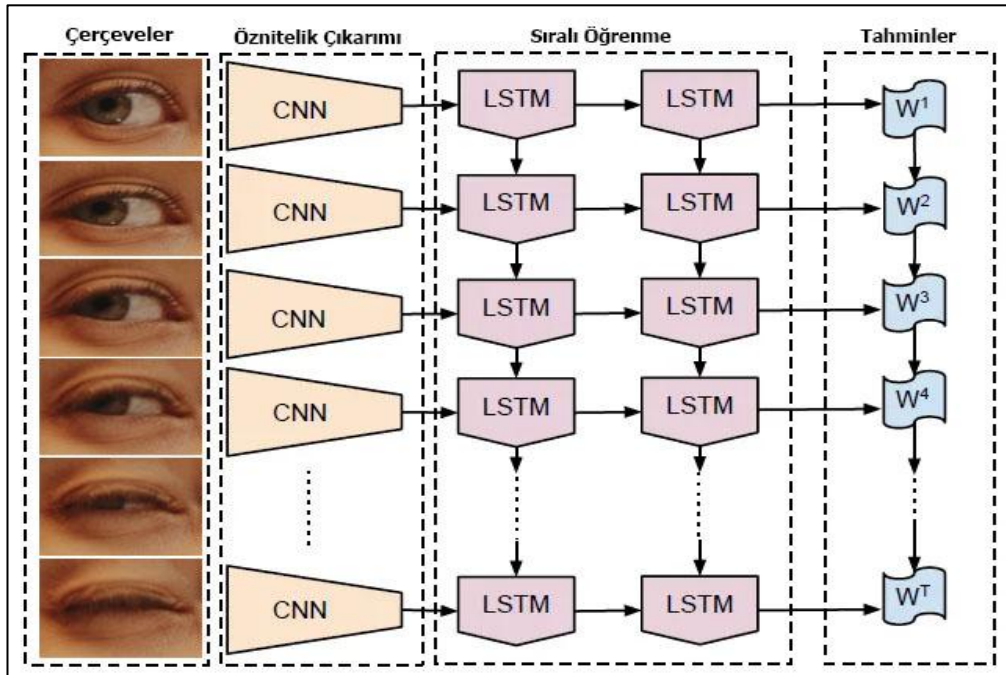 Çerçeveler Öznitelik Çıkarımı Sıralı Öğrenme Tahminler
CNN LSTM LSTM W¹
CNN LSTM LSTM W²
CNN LSTM LSTM W³
CNN LSTM LSTM W⁴
CNN LSTM LSTM Wᵀ